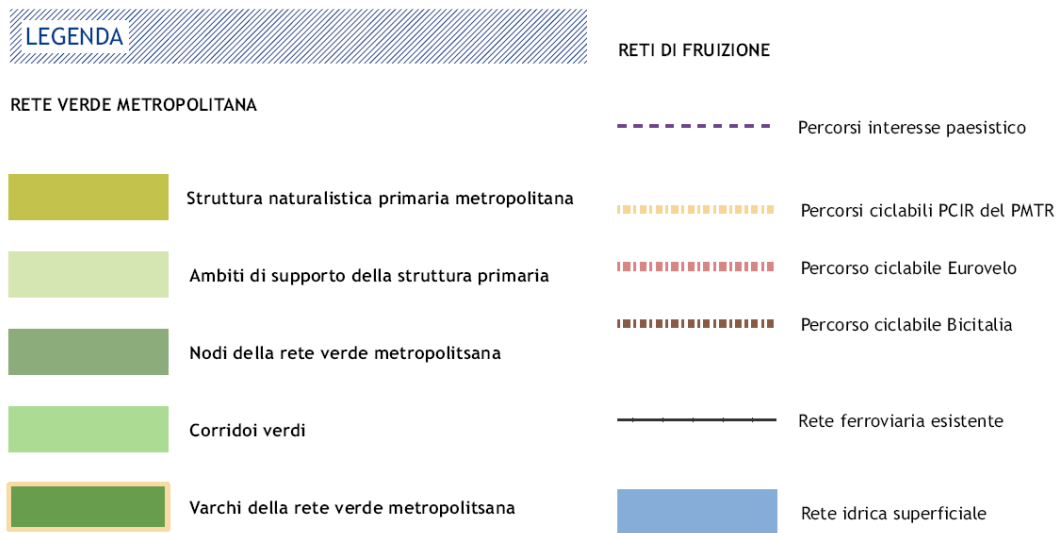 LEGENDA
RETE VERDE METROPOLITANA
Struttura naturalistica primaria metropolitana
Ambiti di supporto della struttura primaria
Nodi della rete verde metropolitsana
Corridoi verdi
Varchi della rete verde metropolitsana
RETI DI FRUIZIONE
Percorsi interesse paesistico
Percorsi ciclabili PCIR del PMTR
Percorso ciclabile Eurovelo
Percorso ciclabile Bicitalia
Rete ferroviaria esistente
Rete idrica superficiale